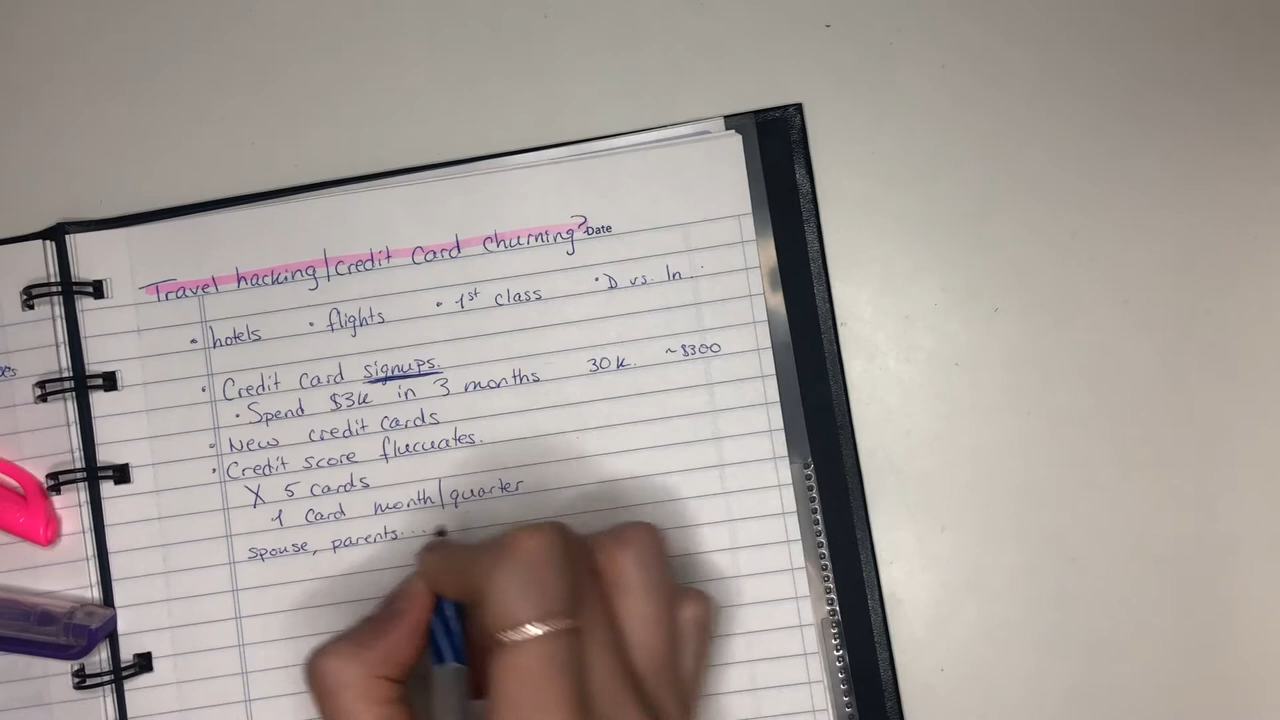 Travel hacking/credit card churning? Date
• hotels • flights • 1st class • D vs. In..
• Credit card signups.
• Spend $3k in 3 months 30k. ~$300
• New credit cards
• Credit score flucuates.
X 5 cards
1 card month/quarter
spouse, parents....